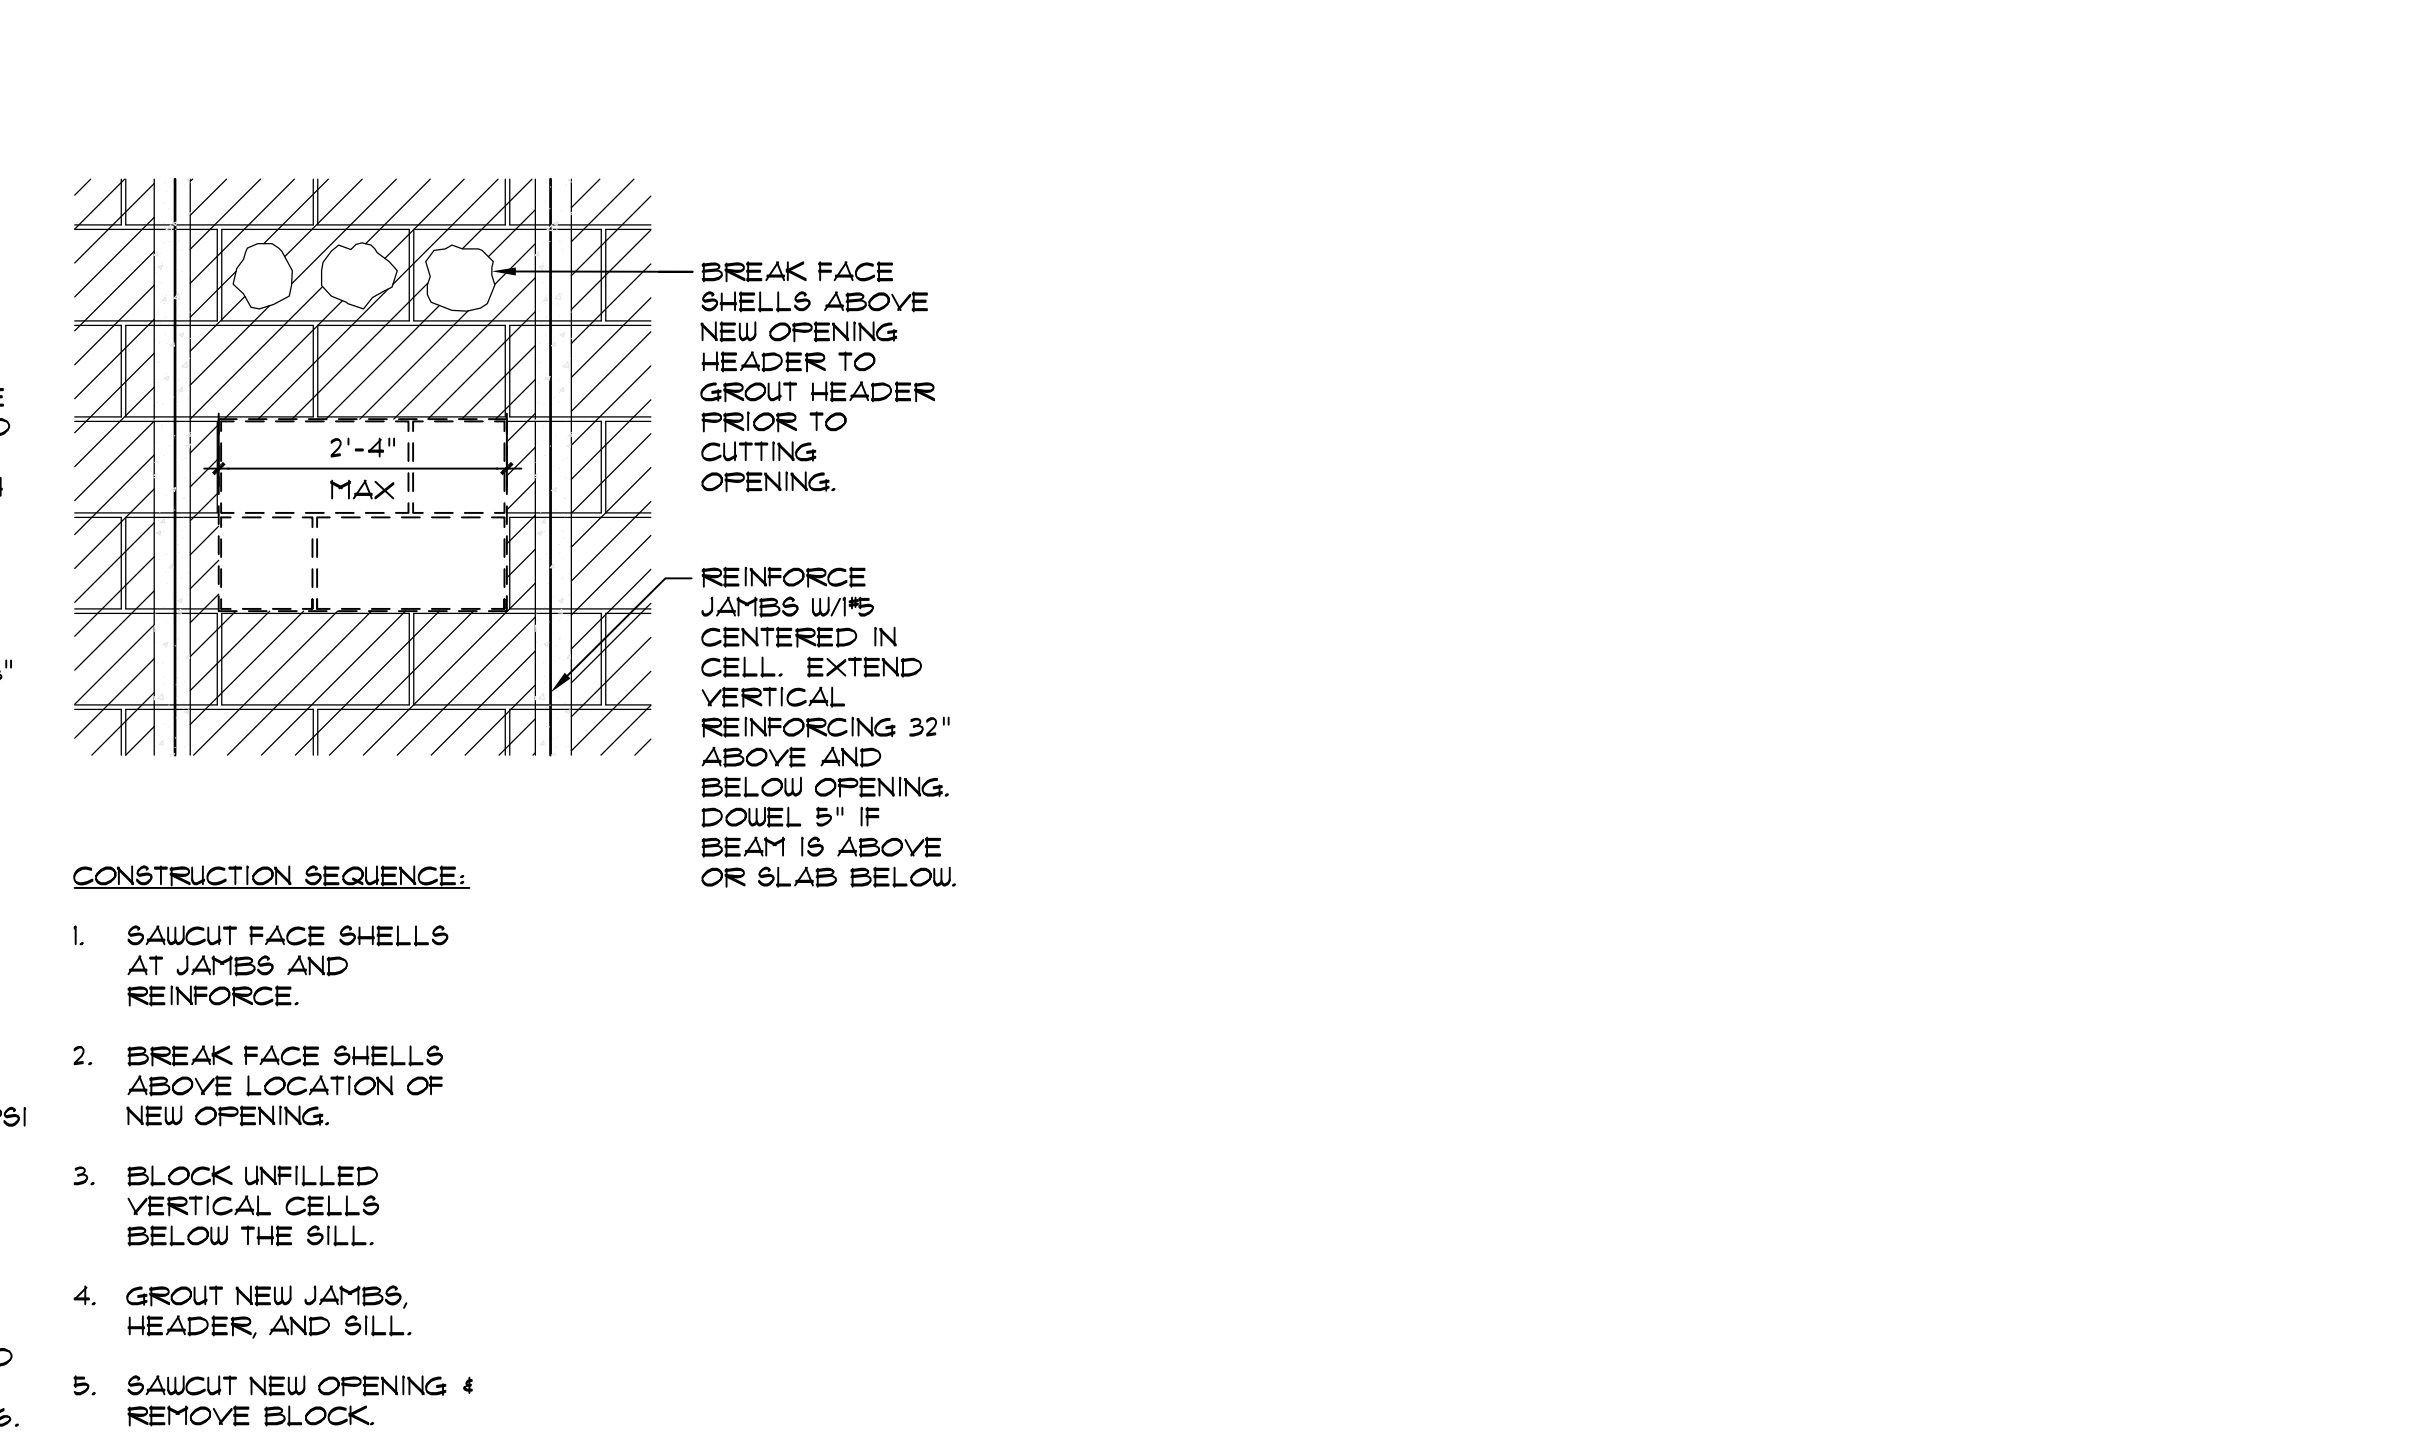 BREAK FACE
SHELLS ABOVE
NEW OPENING
HEADER TO
GROUT HEADER
PRIOR TO
CUTTING
OPENING.
2'-4"
MAX
REINFORCE
JAMBS W/1#5
CENTERED IN
CELL. EXTEND
VERTICAL
REINFORCING 32"
ABOVE AND
BELOW OPENING.
DOWEL 5" IF
BEAM IS ABOVE
OR SLAB BELOW.
CONSTRUCTION SEQUENCE:
1. SAWCUT FACE SHELLS
AT JAMBS AND
REINFORCE.
2. BREAK FACE SHELLS
ABOVE LOCATION OF
NEW OPENING.
3. BLOCK UNFILLED
VERTICAL CELLS
BELOW THE SILL.
4. GROUT NEW JAMBS,
HEADER, AND SILL.
5. SAWCUT NEW OPENING &
REMOVE BLOCK.